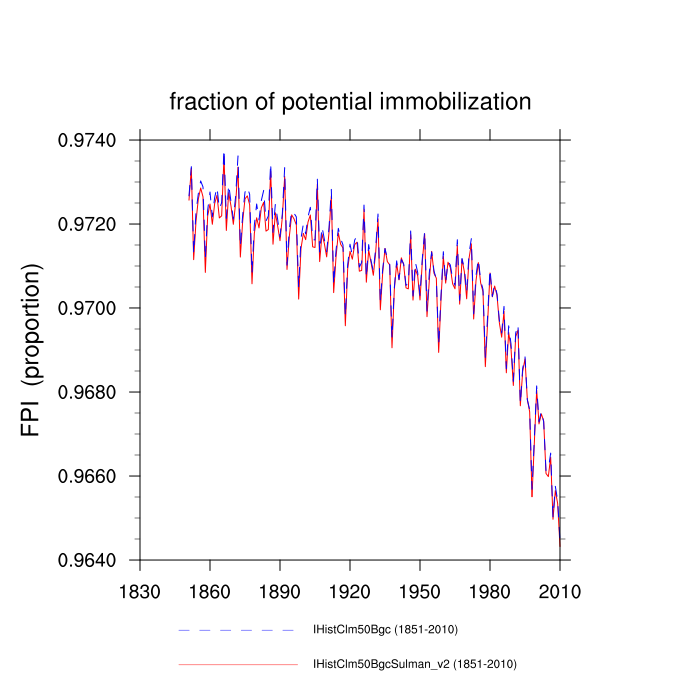 fraction of potential immobilization
0.9740
0.9720
0.9700
0.9680
0.9660
0.9640
FPI (proportion)
1830 1860 1890 1920 1950 1980 2010
IHistClm50Bgc (1851-2010)
IHistClm50BgcSulman_v2 (1851-2010)